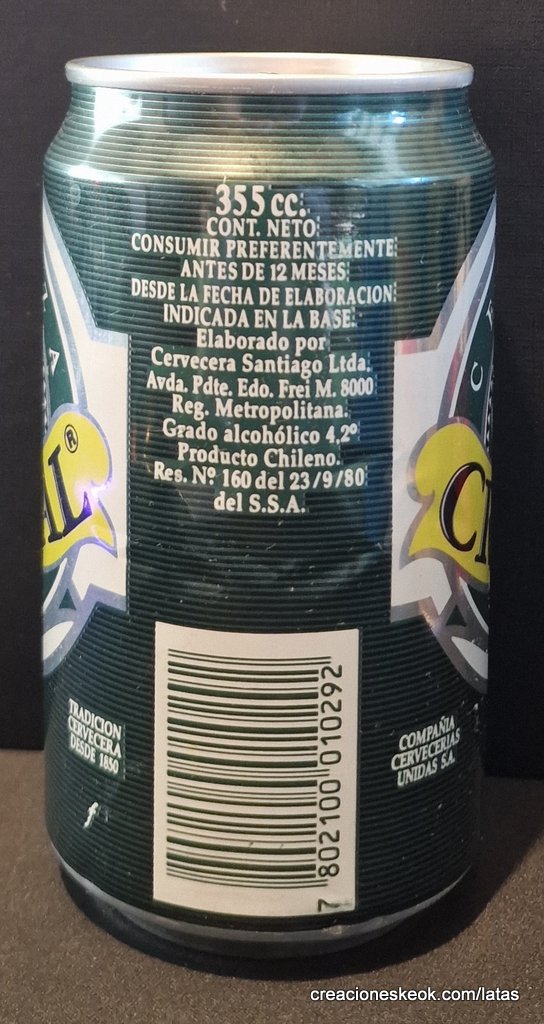 355 cc.
CONT. NETO
CONSUMIR PREFERENTEMENTE
ANTES DE 12 MESES
DESDE LA FECHA DE ELABORACION
INDICADA EN LA BASE.
Elaborado por
Cervecera Santiago Ltda.
Avda. Pdte. Edo. Frei M. 8000
Reg. Metropolitana.
Grado alcohólico 4.2º
Producto Chileno.
Res. Nº 160 del 23/9/80
del S.S.A.
AL®
C
TRADICION
CERVECERA
DESDE 1850
7 802100 010292
COMPAÑIA
CERVECERIAS
UNIDAS S.A.
creacioneskeok.com/latas